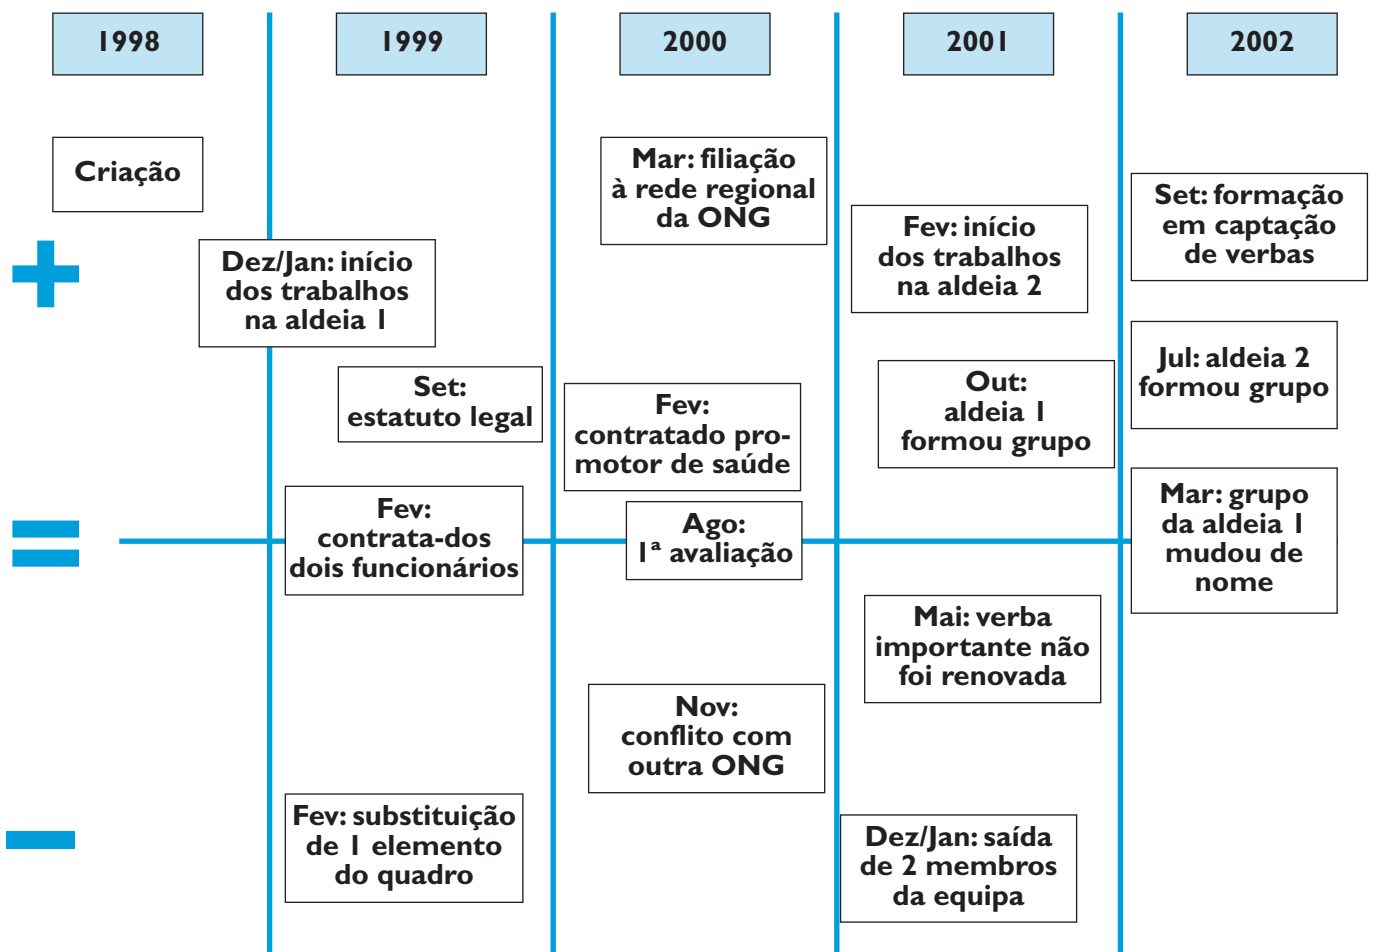 1998
1999
2000
2001
2002
Criação
Dez/Jan: início
dos trabalhos
na aldeia 1
Set:
estatuto legal
Fev:
contrata-dos
dois funcionários
Fev: substituição
de 1 elemento
do quadro
Mar: filiação
à rede regional
da ONG
Fev:
contratado pro-
motor de saúde
Ago:
1ª avaliação
Nov:
conflito com
outra ONG
Fev: início
dos trabalhos
na aldeia 2
Out:
aldeia 1
formou grupo
Mai: verba
importante não
foi renovada
Dez/Jan: saída
de 2 membros
da equipa
Set: formação
em captação
de verbas
Jul: aldeia 2
formou grupo
Mar: grupo
da aldeia 1
mudou de
nome
+
=
−